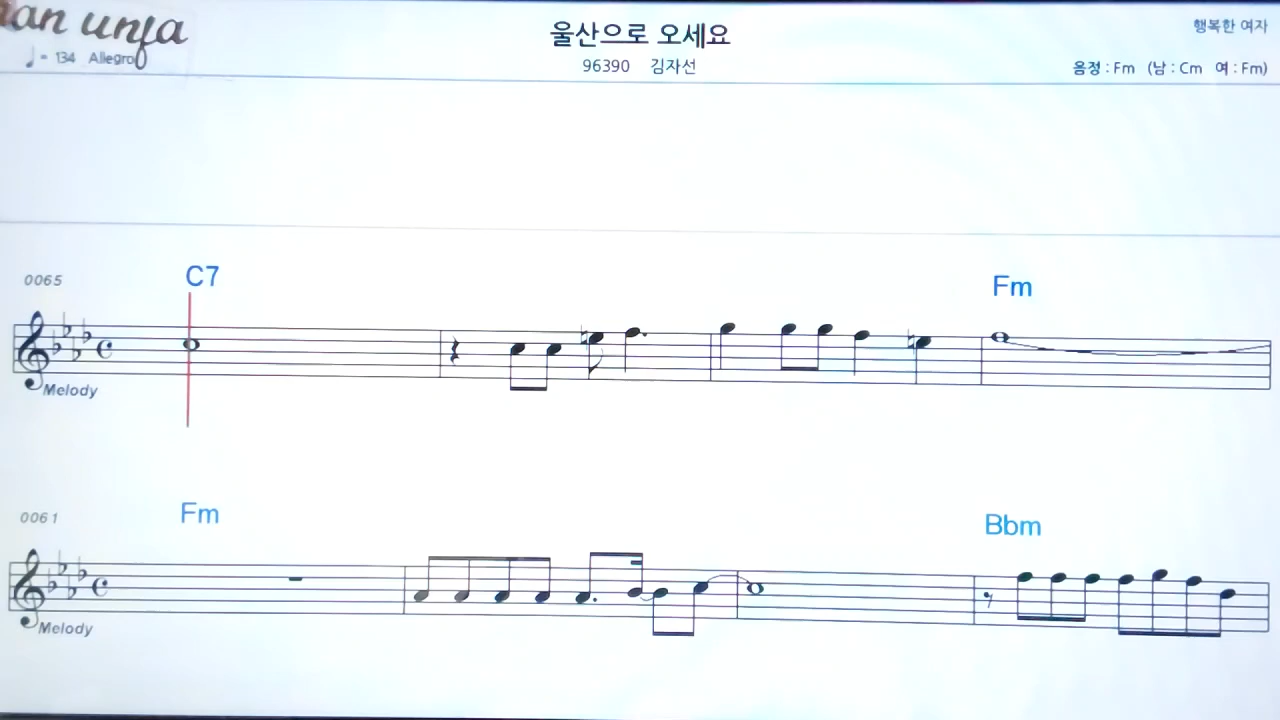 an unja
울산으로 오세요
행복한 여자
♩ = 134 Allegro
96390 김자선
음정 : Fm (남 : Cm 여 : Fm)
0065
C7
Fm
Melody
0061
Fm
Bbm
Melody